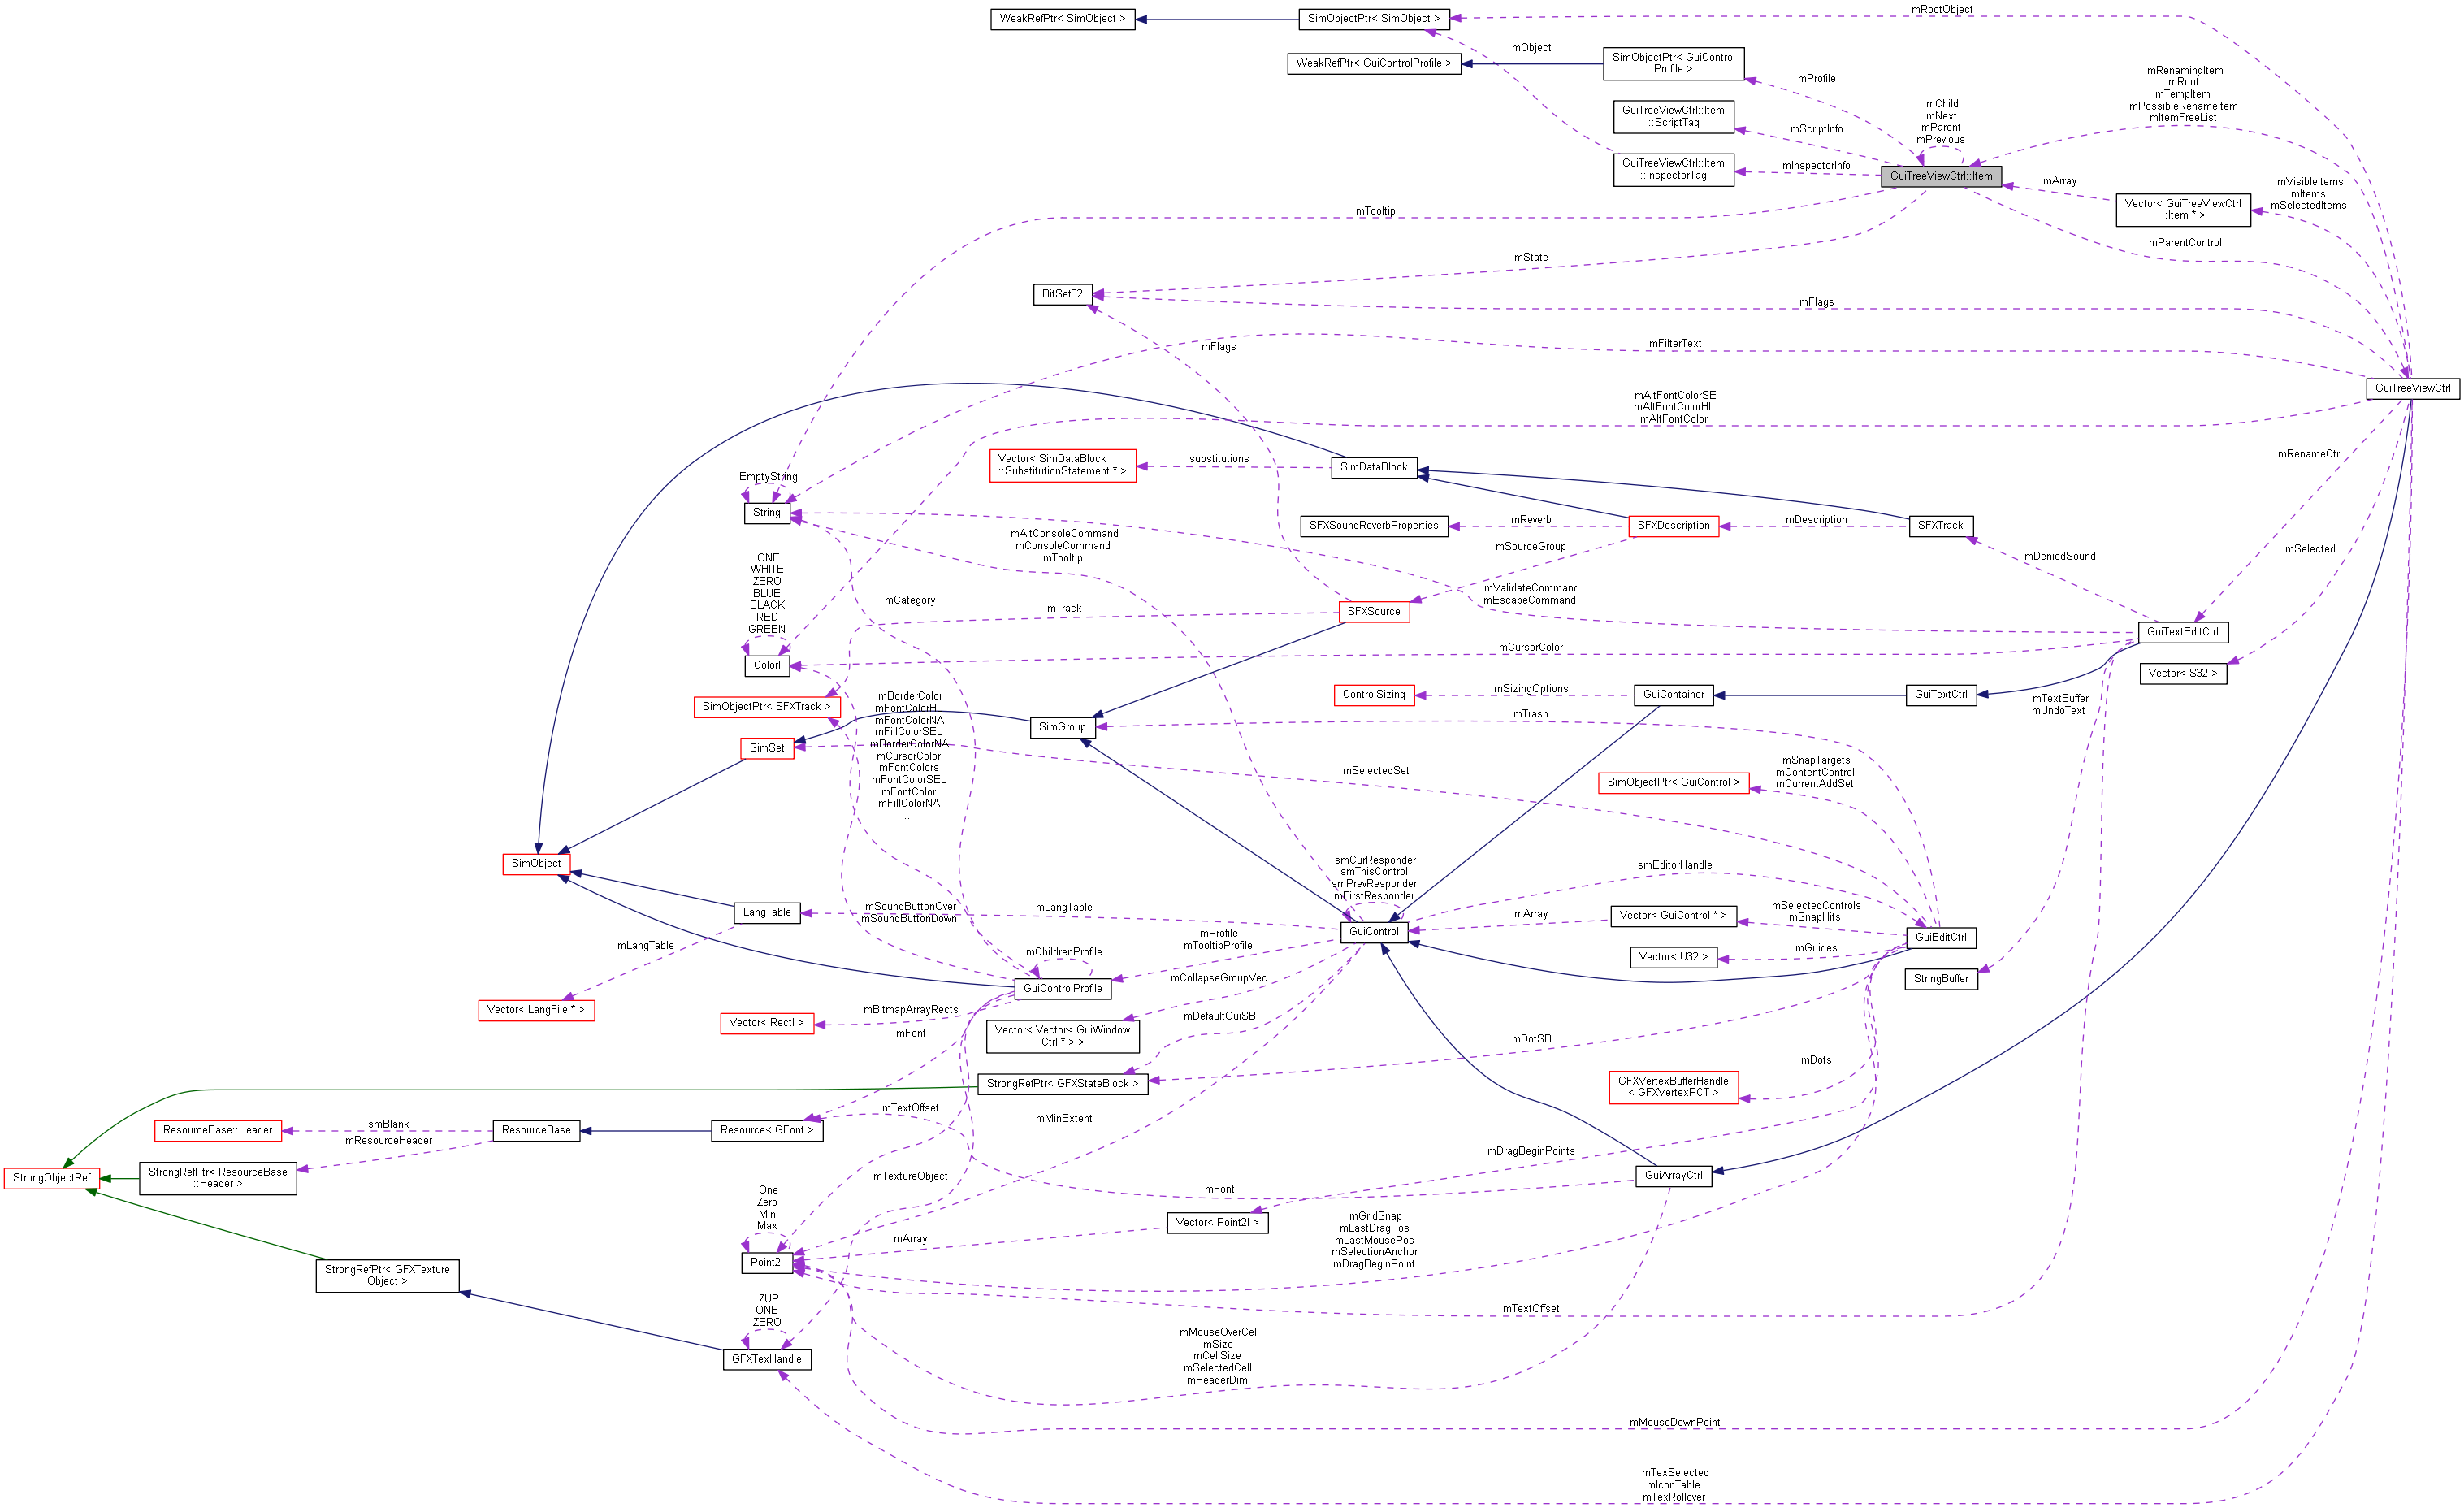 mRootObject
WeakRefPtr< SimObject >
SimObjectPtr< SimObject >
mObject
WeakRefPtr< GuiControlProfile >
SimObjectPtr< GuiControl
Profile >
mProfile
mRenamingItem
mRoot
mTempItem
mPossibleRenameItem
mItemFreeList
GuiTreeViewCtrl::Item
::ScriptTag
mScriptInfo
mChild
mNext
mParent
mPrevious
GuiTreeViewCtrl::Item
::InspectorTag
mInspectorInfo
GuiTreeViewCtrl::Item
mArray
Vector< GuiTreeViewCtrl
::Item * >
mVisibleItems
mItems
mSelectedItems
mTooltip
mParentControl
mState
BitSet32
mFlags
mFlags
mFilterText
GuiTreeViewCtrl
mAltFontColorSE
mAltFontColorHL
mAltFontColor
Vector< SimDataBlock
::SubstitutionStatement * >
substitutions
SimDataBlock
mRenameCtrl
EmptyString
String
SFXSoundReverbProperties
mReverb
SFXDescription
mDescription
SFXTrack
mAltConsoleCommand
mConsoleCommand
mTooltip
mSourceGroup
mDeniedSound
mSelected
ONE
WHITE
ZERO
BLUE
BLACK
RED
GREEN
mCategory
mTrack
SFXSource
mValidateCommand
mEscapeCommand
GuiTextEditCtrl
ColorI
mCursorColor
Vector< S32 >
SimObjectPtr< SFXTrack >
mBorderColor
mFontColorHL
mFontColorNA
mFillColorSEL
mBorderColorNA
mCursorColor
mFontColors
mFontColorSEL
mFontColor
mFillColorNA
...
ControlSizing
mSizingOptions
GuiContainer
GuiTextCtrl
mTextBuffer
mUndoText
SimGroup
mTrash
SimSet
mSelectedSet
SimObjectPtr< GuiControl >
mSnapTargets
mContentControl
mCurrentAddSet
SimObject
smCurResponder
smThisControl
smPrevResponder
mFirstResponder
smEditorHandle
LangTable
mSoundButtonOver
mSoundButtonDown
mLangTable
GuiControl
mArray
Vector< GuiControl * >
mSelectedControls
mSnapHits
GuiEditCtrl
mLangTable
mChildrenProfile
mProfile
mTooltipProfile
Vector< U32 >
mGuides
GuiControlProfile
mCollapseGroupVec
StringBuffer
Vector< LangFile * >
Vector< RectI >
mBitmapArrayRects
mFont
Vector< Vector< GuiWindow
Ctrl * > >
mDefaultGuiSB
mDotSB
mDots
StrongRefPtr< GFXStateBlock >
GFXVertexBufferHandle
< GFXVertexPCT >
ResourceBase::Header
smBlank
mResourceHeader
ResourceBase
Resource< GFont >
mTextOffset
mMinExtent
mDragBeginPoints
StrongObjectRef
StrongRefPtr< ResourceBase
::Header >
mTextureObject
mFont
GuiArrayCtrl
One
Zero
Min
Max
Point2I
mArray
Vector< Point2I >
mGridSnap
mLastDragPos
mLastMousePos
mSelectionAnchor
mDragBeginPoint
StrongRefPtr< GFXTexture
Object >
ZUP
ONE
ZERO
mTextOffset
GFXTexHandle
mMouseOverCell
mSize
mCellSize
mSelectedCell
mHeaderDim
mMouseDownPoint
mTexSelected
mIconTable
mTexRollover